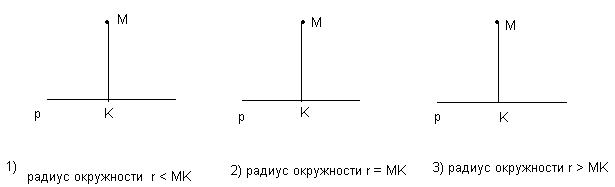 M M M
p K p K p K
1) радиус окружности r < MK 2) радиус окружности r = MK 3) радиус окружности r > MK